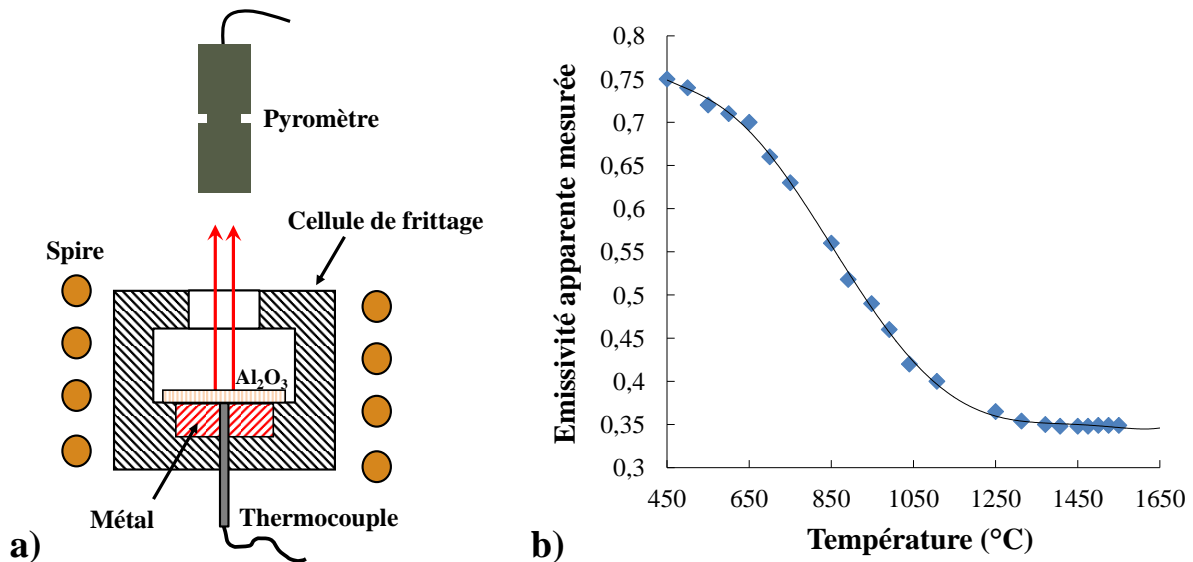 Pyromètre
Cellule de frittage
Spire
Al₂O₃
Métal
Thermocouple
a)
Emissivité apparente mesurée
0,8
0,75
0,7
0,65
0,6
0,55
0,5
0,45
0,4
0,35
0,3
450 650 850 1050 1250 1450 1650
Température (°C)
b)